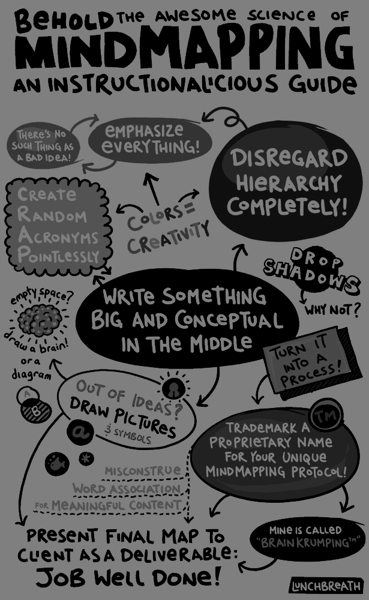 BEHOLD THE AWESOME SCIENCE OF
MINDMAPPING
AN INSTRUCTIONALICIOUS GUIDE
THERE'S NO
SUCH THING AS
A BAD IDEA!
EMPHASIZE
EVERYTHING!
DISREGARD
HIERARCHY
COMPLETELY!
CREATE
RANDOM
ACRONYMS
POINTLESSLY
COLORS=
CREATIVITY
DROP
SHADOWS
WHY NOT?
empty space?
draw a brain!
or a
diagram
A
B
WRITE SOMETHING
BIG AND CONCEPTUAL
IN THE MIDDLE
TURN IT
INTO A
PROCESS!
OUT OF IDEAS?
DRAW PICTURES
& SYMBOLS
@
*
TM
TRADEMARK A
PROPRIETARY NAME
FOR YOUR UNIQUE
MINDMAPPING PROTOCOL!
MISCONSTRUE
WORD ASSOCIATION
FOR MEANINGFUL CONTENT
MINE IS CALLED
"BRAINKRUMPING™"
PRESENT FINAL MAP TO
CLIENT AS A DELIVERABLE:
JOB WELL DONE!
LUNCHBREATH